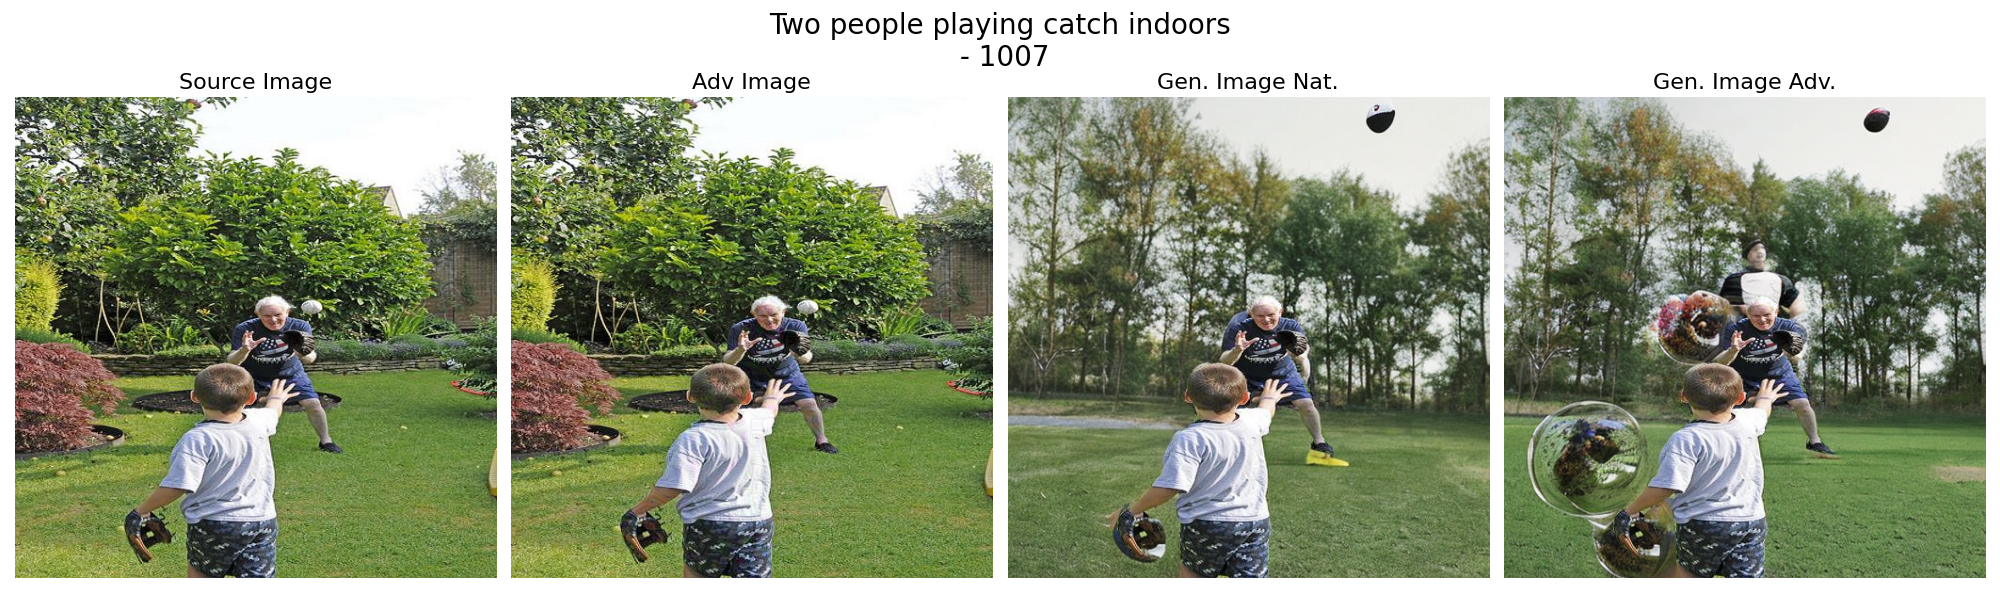 Two people playing catch indoors
- 1007
Source Image
Adv Image
Gen. Image Nat.
Gen. Image Adv.